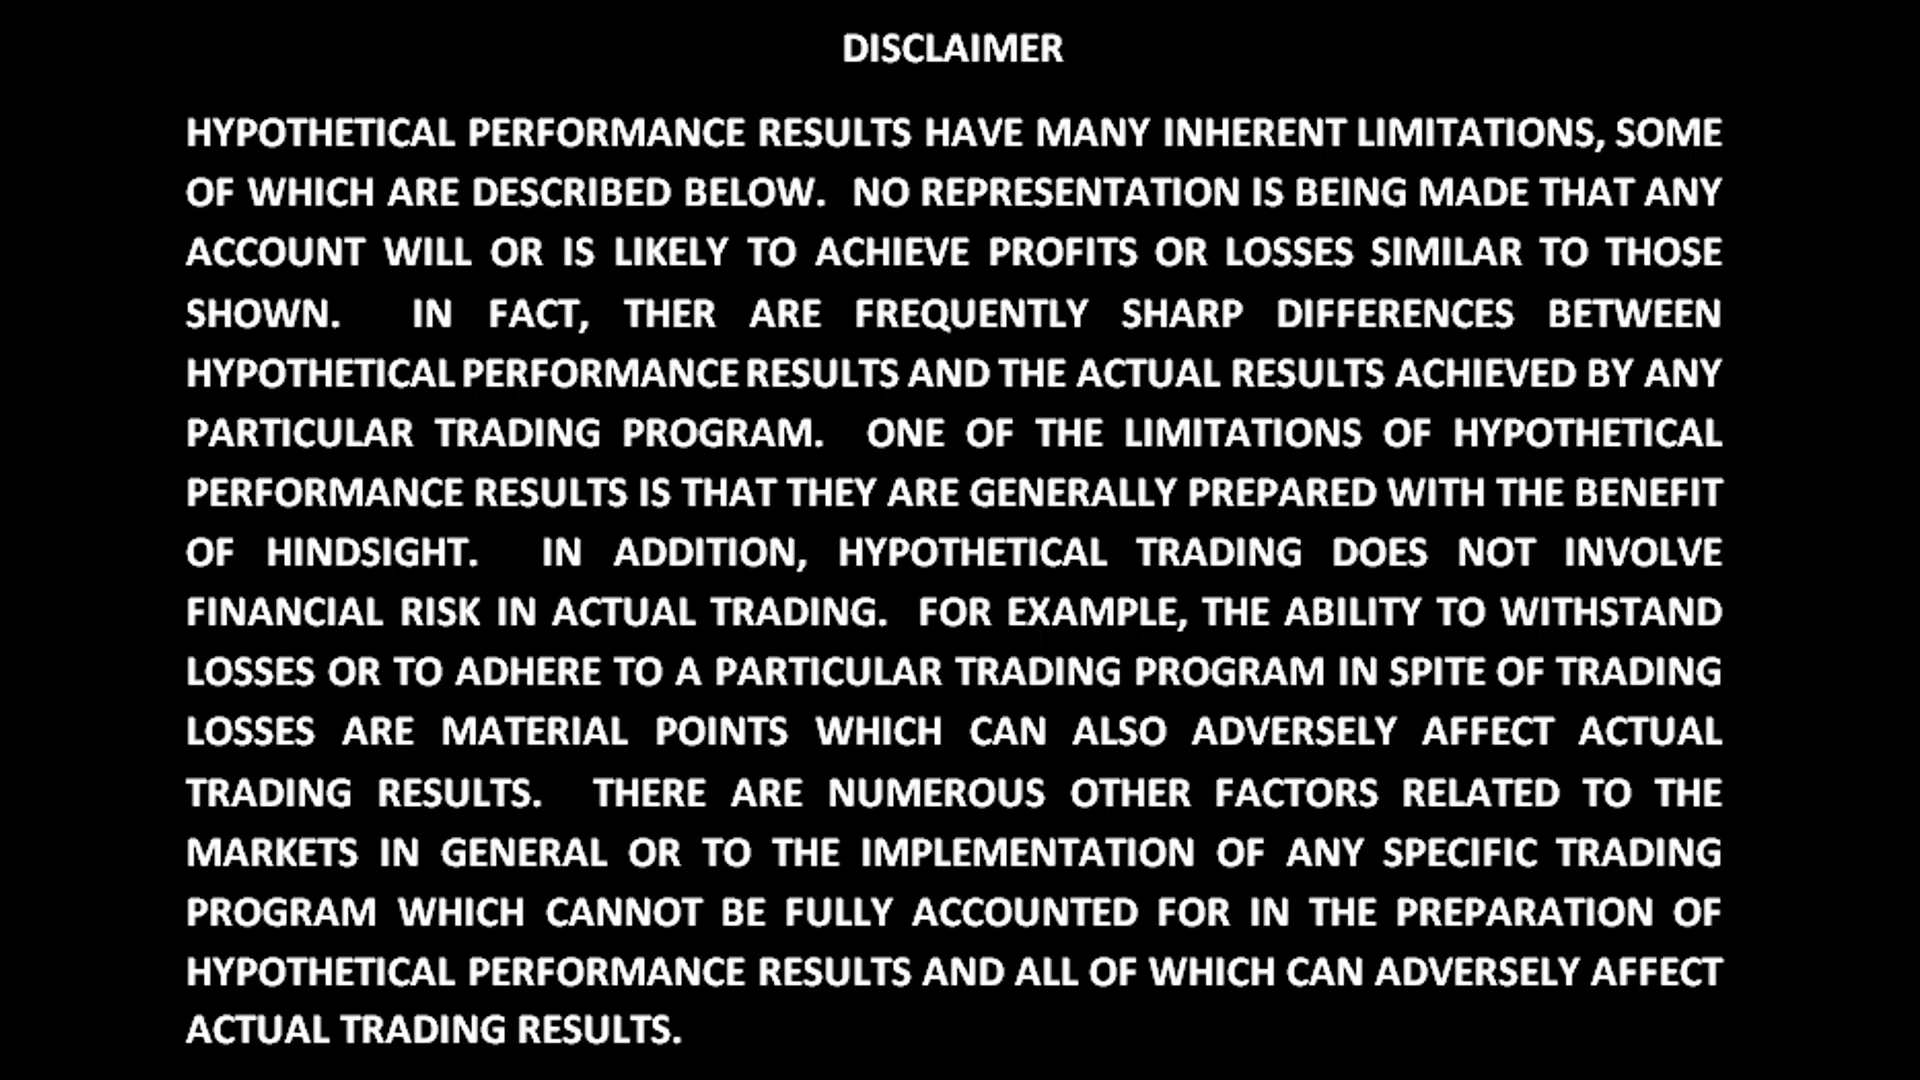 DISCLAIMER
HYPOTHETICAL PERFORMANCE RESULTS HAVE MANY INHERENT LIMITATIONS, SOME
OF WHICH ARE DESCRIBED BELOW. NO REPRESENTATION IS BEING MADE THAT ANY
ACCOUNT WILL OR IS LIKELY TO ACHIEVE PROFITS OR LOSSES SIMILAR TO THOSE
SHOWN. IN FACT, THER ARE FREQUENTLY SHARP DIFFERENCES BETWEEN
HYPOTHETICAL PERFORMANCE RESULTS AND THE ACTUAL RESULTS ACHIEVED BY ANY
PARTICULAR TRADING PROGRAM. ONE OF THE LIMITATIONS OF HYPOTHETICAL
PERFORMANCE RESULTS IS THAT THEY ARE GENERALLY PREPARED WITH THE BENEFIT
OF HINDSIGHT. IN ADDITION, HYPOTHETICAL TRADING DOES NOT INVOLVE
FINANCIAL RISK IN ACTUAL TRADING. FOR EXAMPLE, THE ABILITY TO WITHSTAND
LOSSES OR TO ADHERE TO A PARTICULAR TRADING PROGRAM IN SPITE OF TRADING
LOSSES ARE MATERIAL POINTS WHICH CAN ALSO ADVERSELY AFFECT ACTUAL
TRADING RESULTS. THERE ARE NUMEROUS OTHER FACTORS RELATED TO THE
MARKETS IN GENERAL OR TO THE IMPLEMENTATION OF ANY SPECIFIC TRADING
PROGRAM WHICH CANNOT BE FULLY ACCOUNTED FOR IN THE PREPARATION OF
HYPOTHETICAL PERFORMANCE RESULTS AND ALL OF WHICH CAN ADVERSELY AFFECT
ACTUAL TRADING RESULTS.